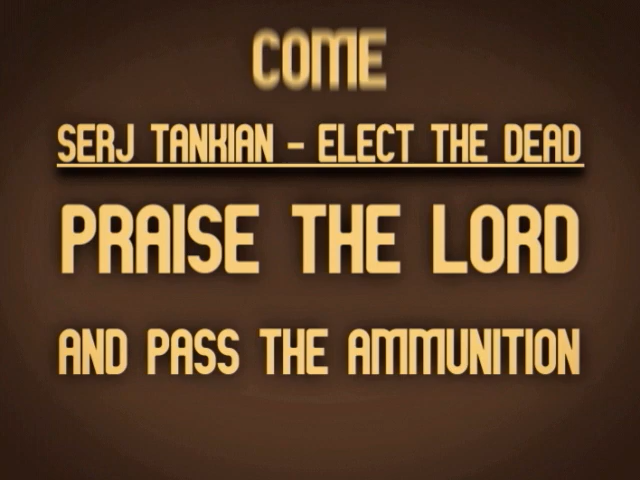 COME
SERJ TANKIAN - ELECT THE DEAD
PRAISE THE LORD
AND PASS THE AMMUNITION